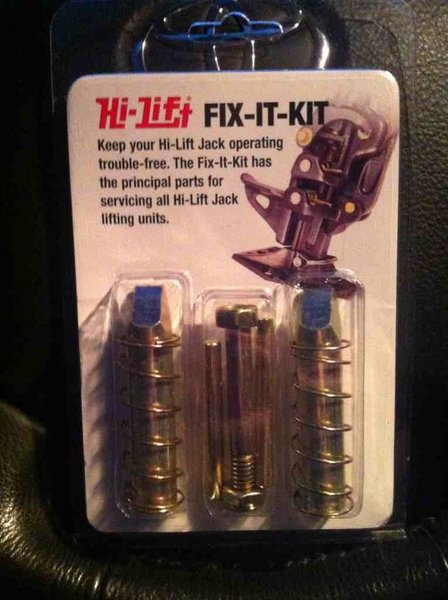 Hi-Lift FIX-IT-KIT
Keep your Hi-Lift Jack operating
trouble-free. The Fix-It-Kit has
the principal parts for
servicing all Hi-Lift Jack
lifting units.